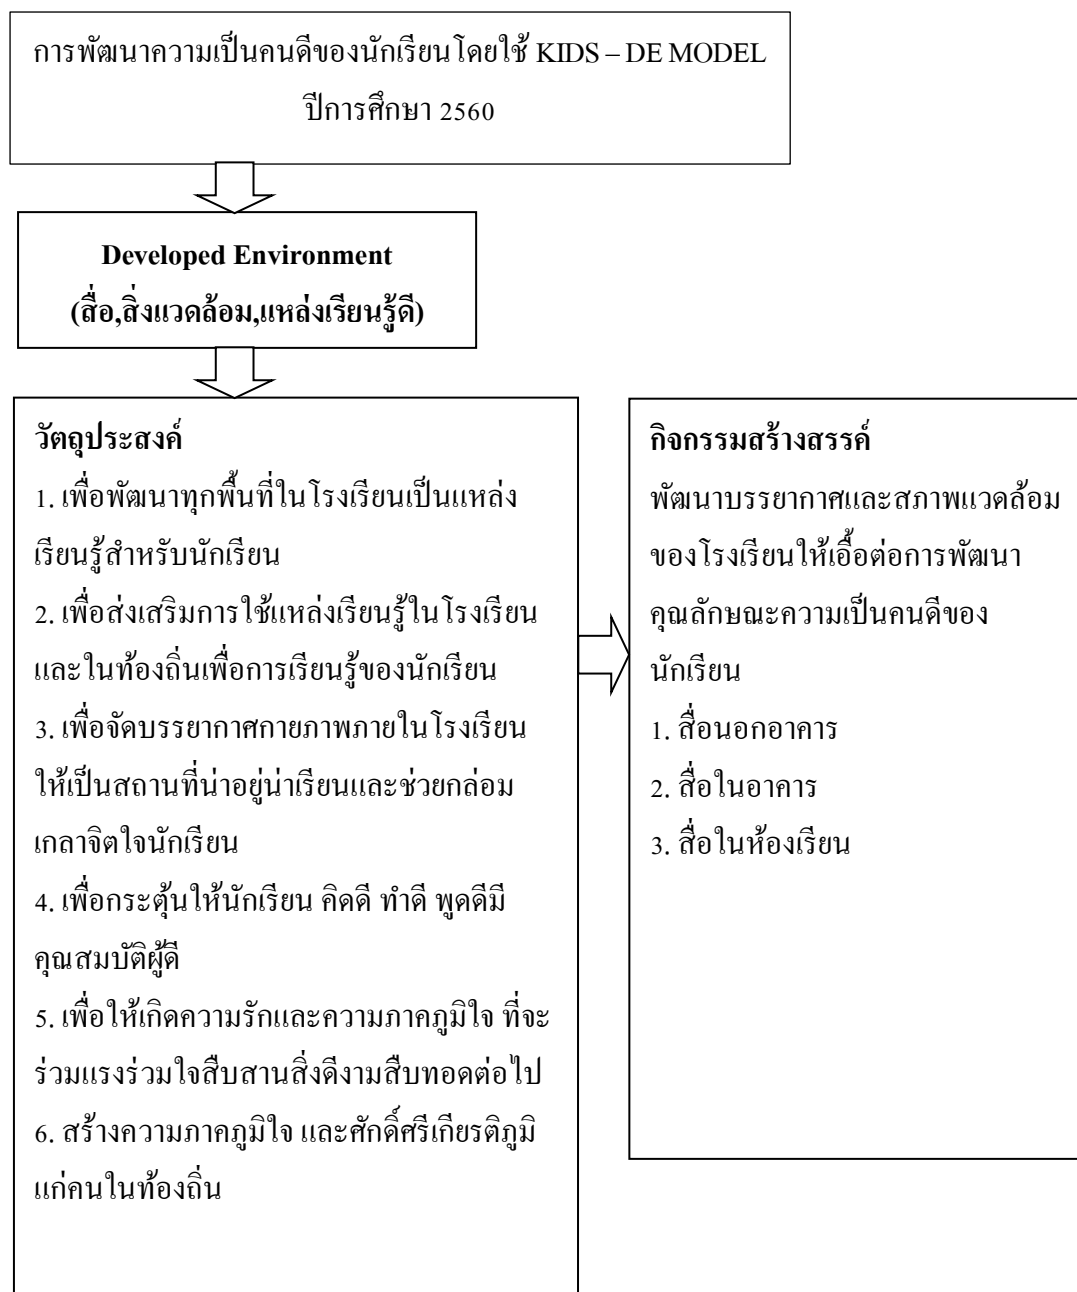 การพัฒนาความเป็นคนดีของนักเรียนโดยใช้ KIDS – DE MODEL
ปีการศึกษา 2560
Developed Environment
(สื่อ,สิ่งแวดล้อม,แหล่งเรียนรู้ดี)
วัตถุประสงค์
1. เพื่อพัฒนาทุกพื้นที่ในโรงเรียนเป็นแหล่ง
เรียนรู้สำหรับนักเรียน
2. เพื่อส่งเสริมการใช้แหล่งเรียนรู้ในโรงเรียน
และในท้องถิ่นเพื่อการเรียนรู้ของนักเรียน
3. เพื่อจัดบรรยากาศกายภาพภายในโรงเรียน
ให้เป็นสถานที่น่าอยู่น่าเรียนและช่วยกล่อม
เกลาจิตใจนักเรียน
4. เพื่อกระตุ้นให้นักเรียน คิดดี ทำดี พูดดีมี
คุณสมบัติผู้ดี
5. เพื่อให้เกิดความรักและความภาคภูมิใจ ที่จะ
ร่วมแรงร่วมใจสืบสานสิ่งดีงามสืบทอดต่อไป
6. สร้างความภาคภูมิใจ และศักดิ์ศรีเกียรติภูมิ
แก่คนในท้องถิ่น
กิจกรรมสร้างสรรค์
พัฒนาบรรยากาศและสภาพแวดล้อม
ของโรงเรียนให้เอื้อต่อการพัฒนา
คุณลักษณะความเป็นคนดีของ
นักเรียน
1. สื่อนอกอาคาร
2. สื่อในอาคาร
3. สื่อในห้องเรียน